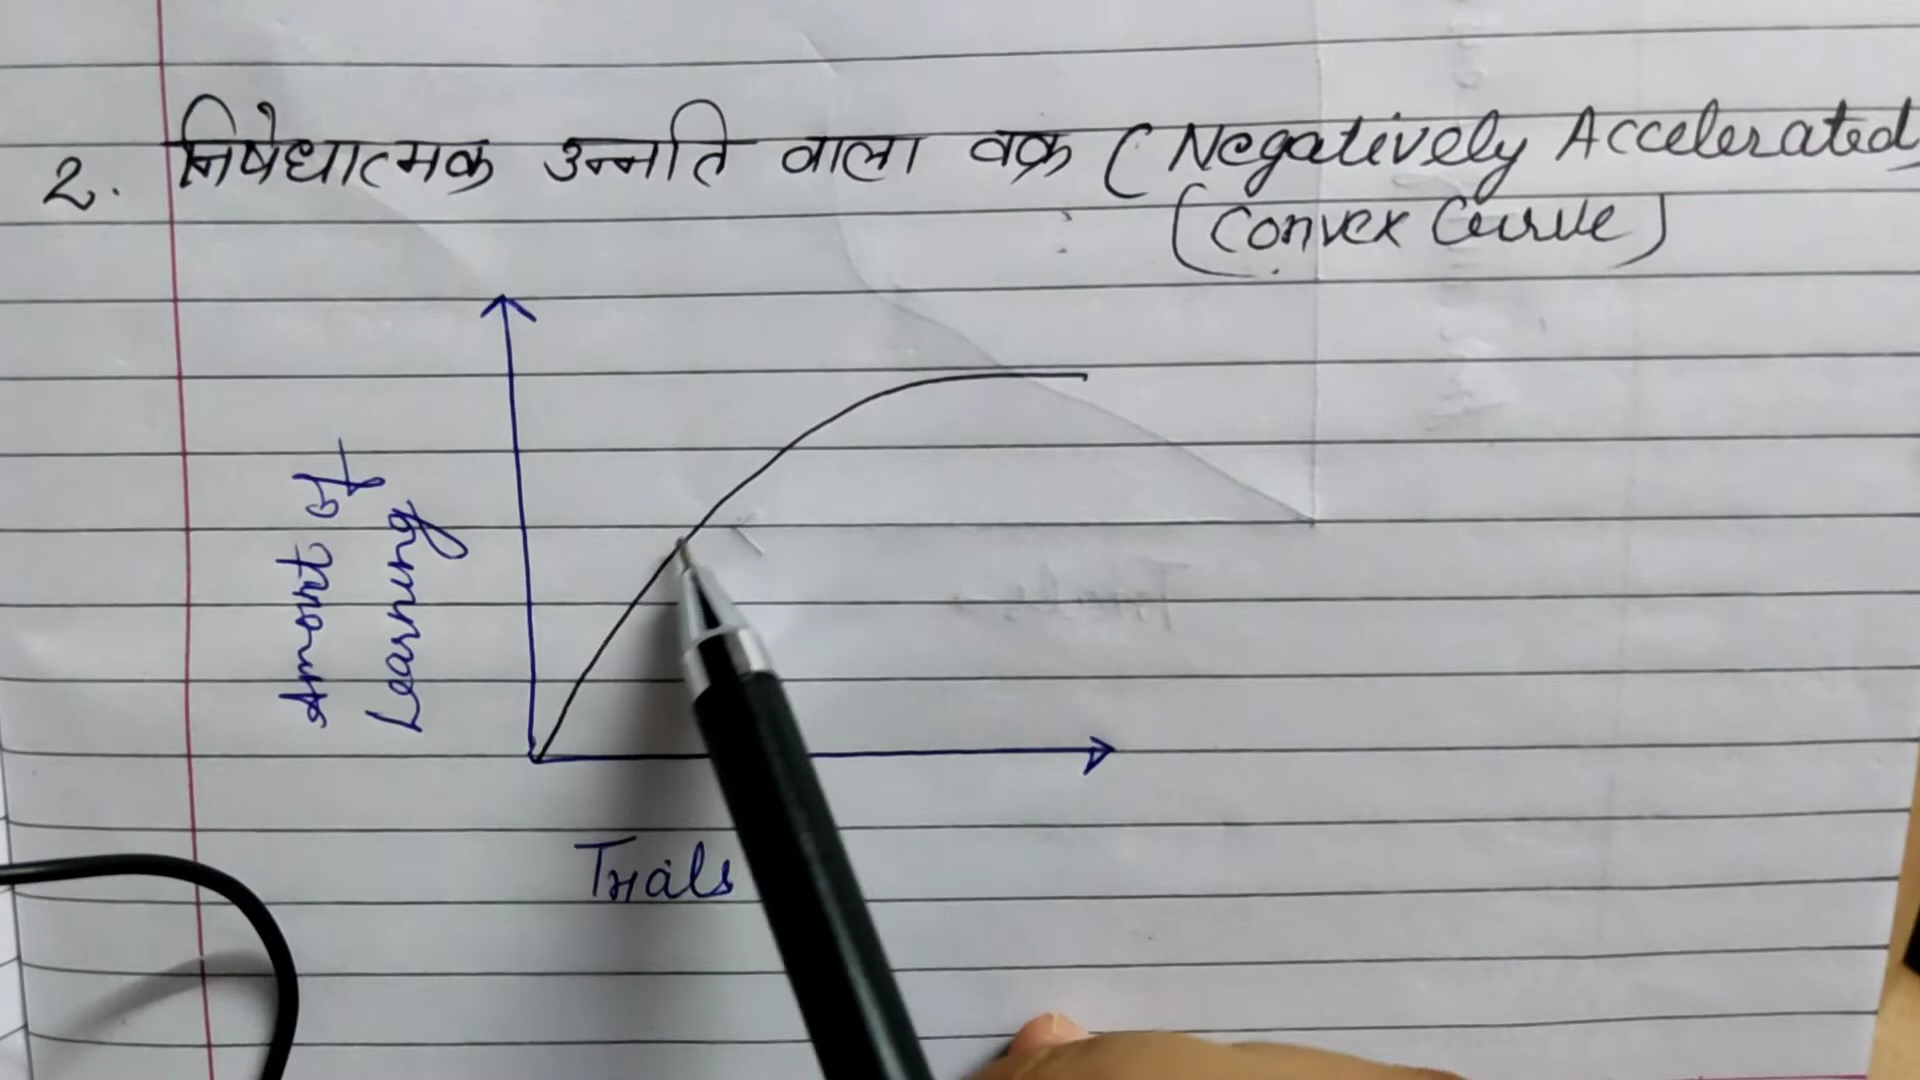 2. निषेधात्मक उन्नति वाला वक्र ( Negatively Accelerated
(Convex Curve)
Amount of
Learning
Trials